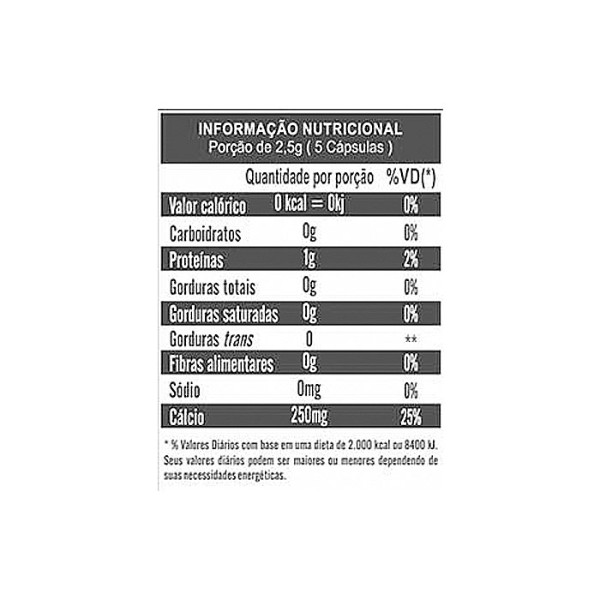 INFORMAÇÃO NUTRICIONAL
Porção de 2,5g ( 5 Cápsulas )
Quantidade por porção %VD(*)
Valor calórico 0 kcal = 0kj 0%
Carboidratos 0g 0%
Proteínas 1g 2%
Gorduras totais 0g 0%
Gorduras saturadas 0g 0%
Gorduras trans 0 **
Fibras alimentares 0g 0%
Sódio 0mg 0%
Cálcio 250mg 25%
* % Valores Diários com base em uma dieta de 2.000 kcal ou 8400 kJ.
Seus valores diários podem ser maiores ou menores dependendo de
suas necessidades energéticas.